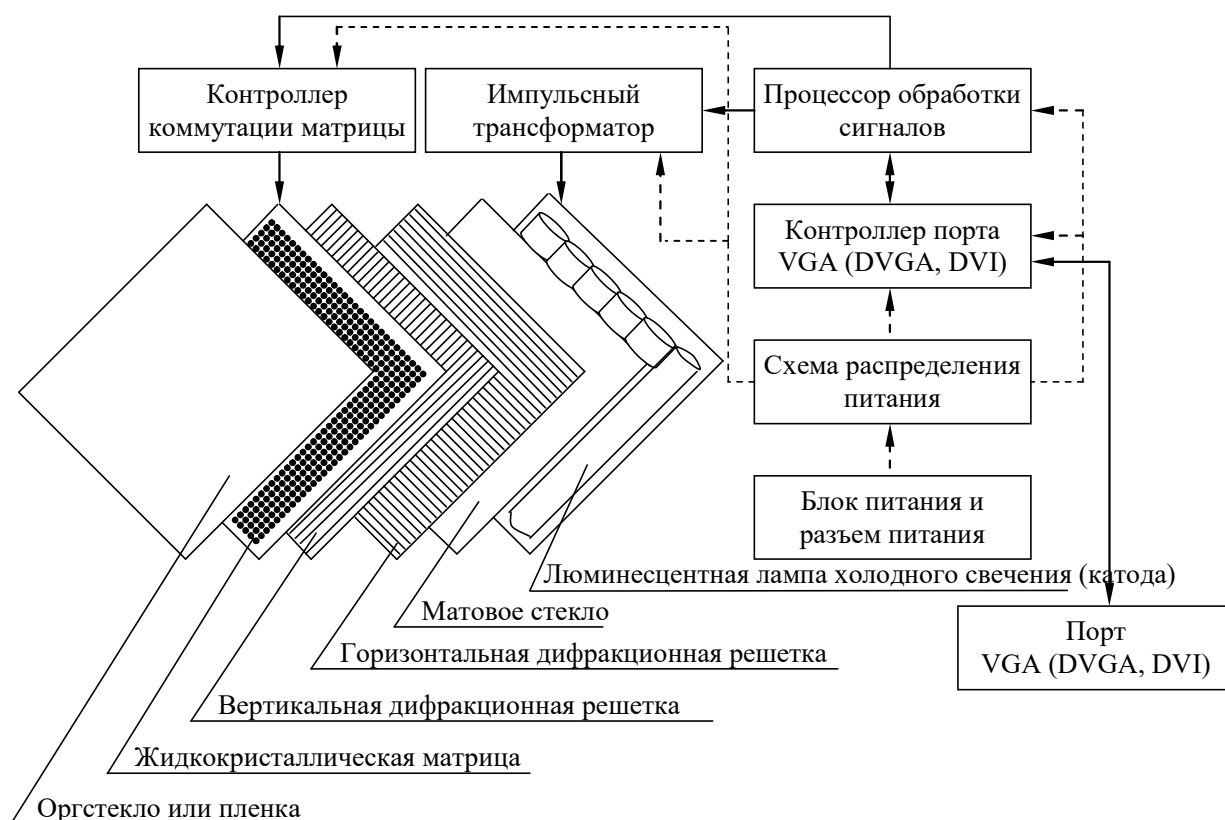 Контроллер
коммутации матрицы
Импульсный
трансформатор
Процессор обработки
сигналов
Контроллер порта
VGA (DVGA, DVI)
Схема распределения
питания
Блок питания и
разъем питания
Люминесцентная лампа холодного свечения (катода)
Матовое стекло
Порт
VGA (DVGA, DVI)
Горизонтальная дифракционная решетка
Вертикальная дифракционная решетка
Жидкокристаллическая матрица
Оргстекло или пленка